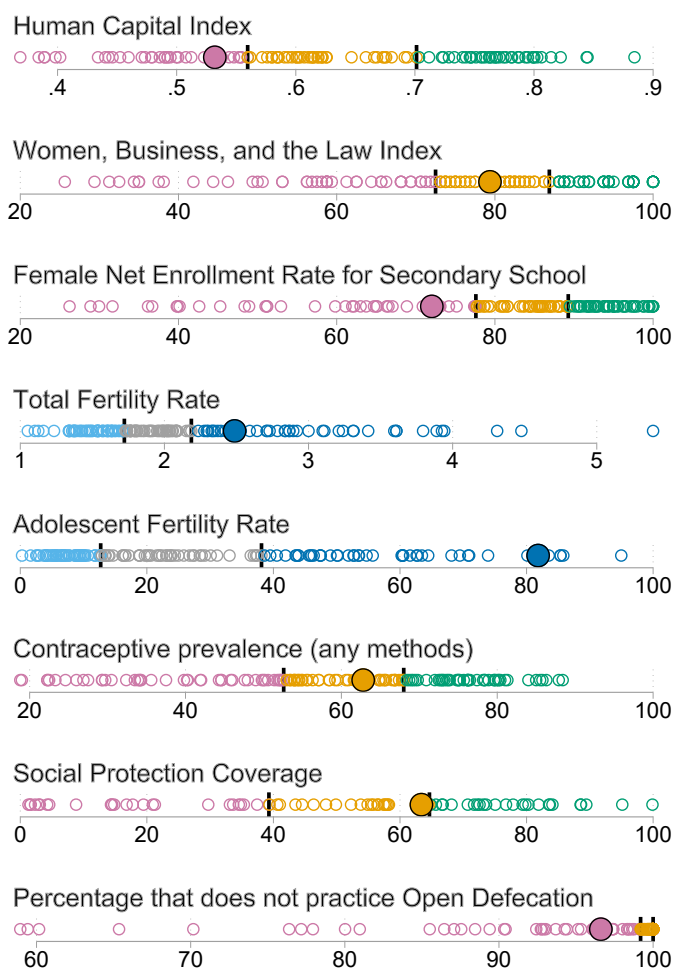 Human Capital Index
.4 .5 .6 .7 .8 .9
Women, Business, and the Law Index
20 40 60 80 100
Female Net Enrollment Rate for Secondary School
20 40 60 80 100
Total Fertility Rate
1 2 3 4 5
Adolescent Fertility Rate
0 20 40 60 80 100
Contraceptive prevalence (any methods)
20 40 60 80 100
Social Protection Coverage
0 20 40 60 80 100
Percentage that does not practice Open Defecation
60 70 80 90 100